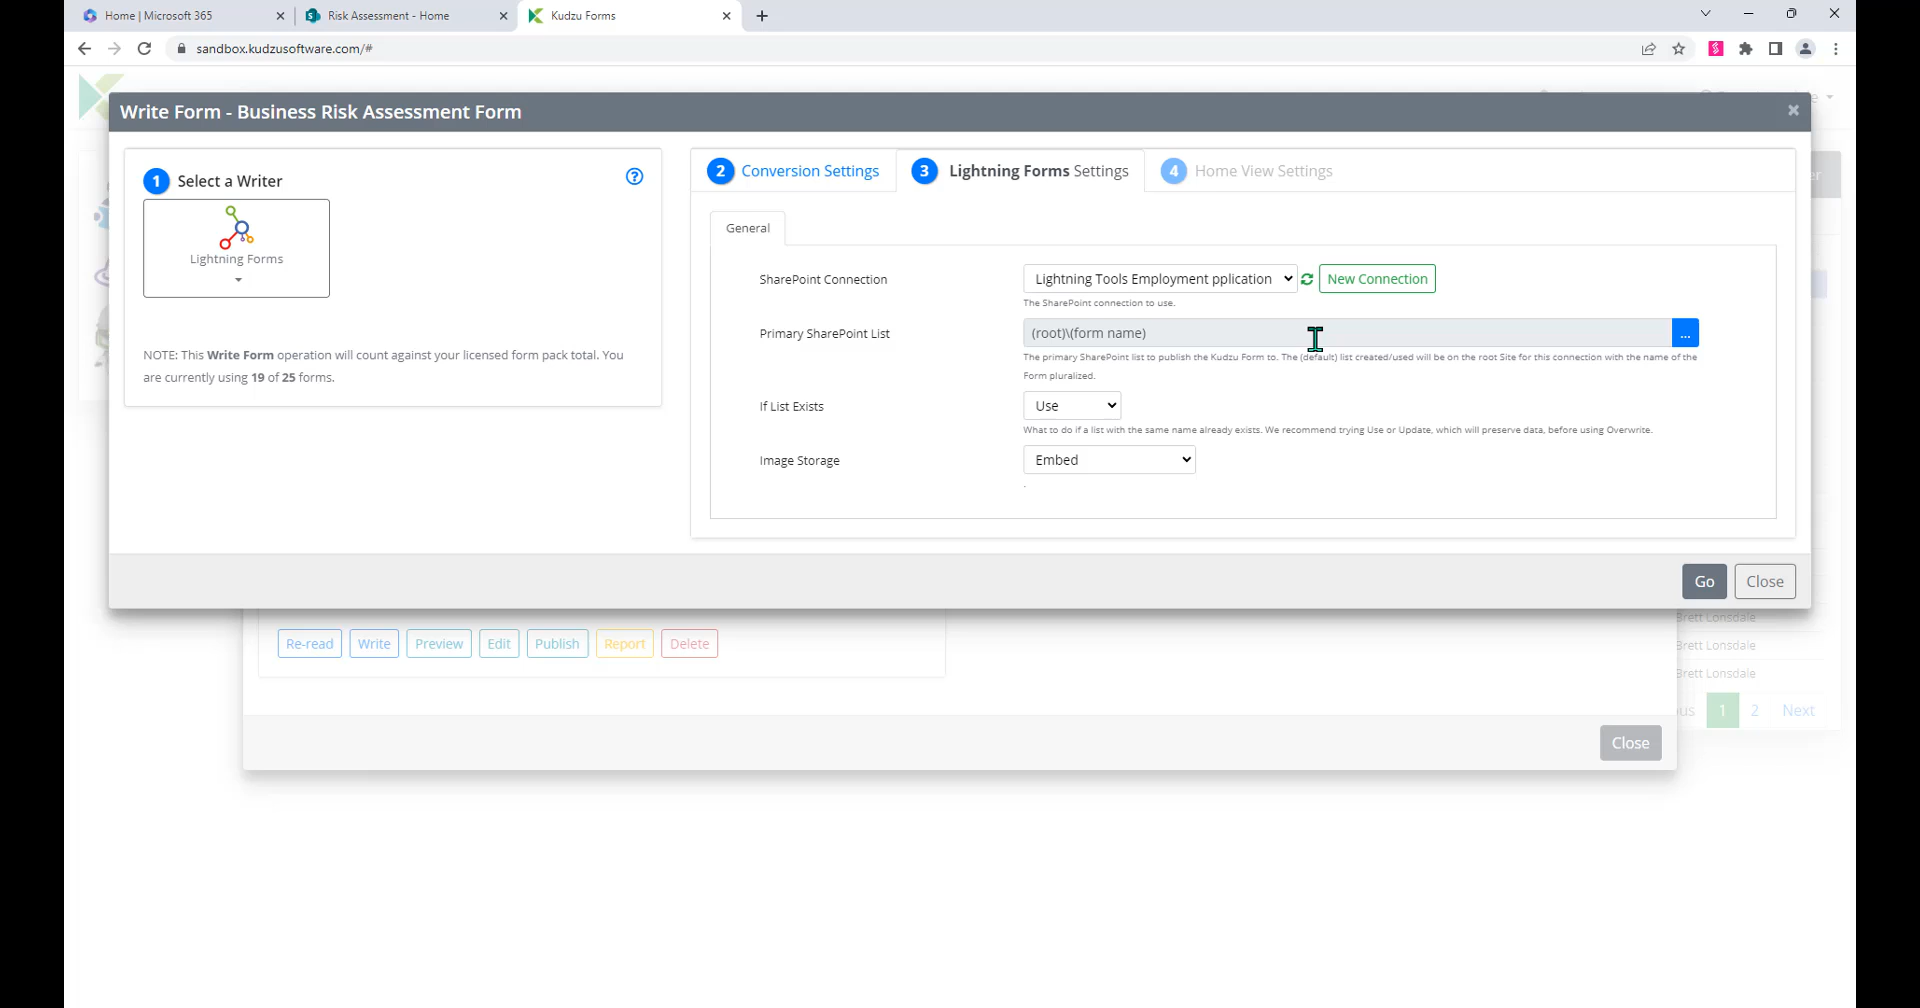 Home | Microsoft 365
Risk Assessment - Home
Kudzu Forms
sandbox.kudzusoftware.com/#
Write Form - Business Risk Assessment Form
1 Select a Writer
Lightning Forms
NOTE: This Write Form operation will count against your licensed form pack total. You
are currently using 19 of 25 forms.
2 Conversion Settings
3 Lightning Forms Settings
4 Home View Settings
General
SharePoint Connection
Lightning Tools Employment pplication
New Connection
The SharePoint connection to use.
Primary SharePoint List
(root)\(form name)
...
The primary SharePoint list to publish the Kudzu Form to. The (default) list created/used will be on the root Site for this connection with the name of the
Form pluralized.
If List Exists
Use
What to do if a list with the same name already exists. We recommend trying Use or Update, which will preserve data, before using Overwrite.
Image Storage
Embed
.
Go
Close
Re-read
Write
Preview
Edit
Publish
Report
Delete
Close
Brett Lonsdale
Brett Lonsdale
Brett Lonsdale
us
1
2
Next